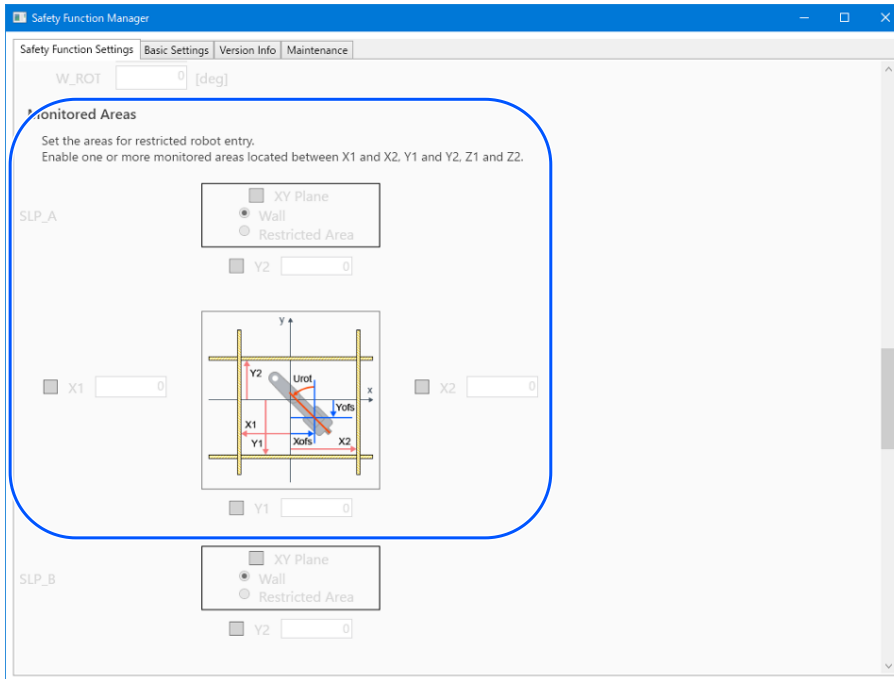 Safety Function Manager
Safety Function Settings Basic Settings Version Info Maintenance
W_ROT 0 [deg]
Monitored Areas
Set the areas for restricted robot entry.
Enable one or more monitored areas located between X1 and X2, Y1 and Y2, Z1 and Z2.
SLP_A
XY Plane
Wall
Restricted Area
Y2 0
y
Y2 Urot x
Yofs
X1
Y1 Xofs X2
X1 0
X2 0
Y1 0
SLP_B
XY Plane
Wall
Restricted Area
Y2 0